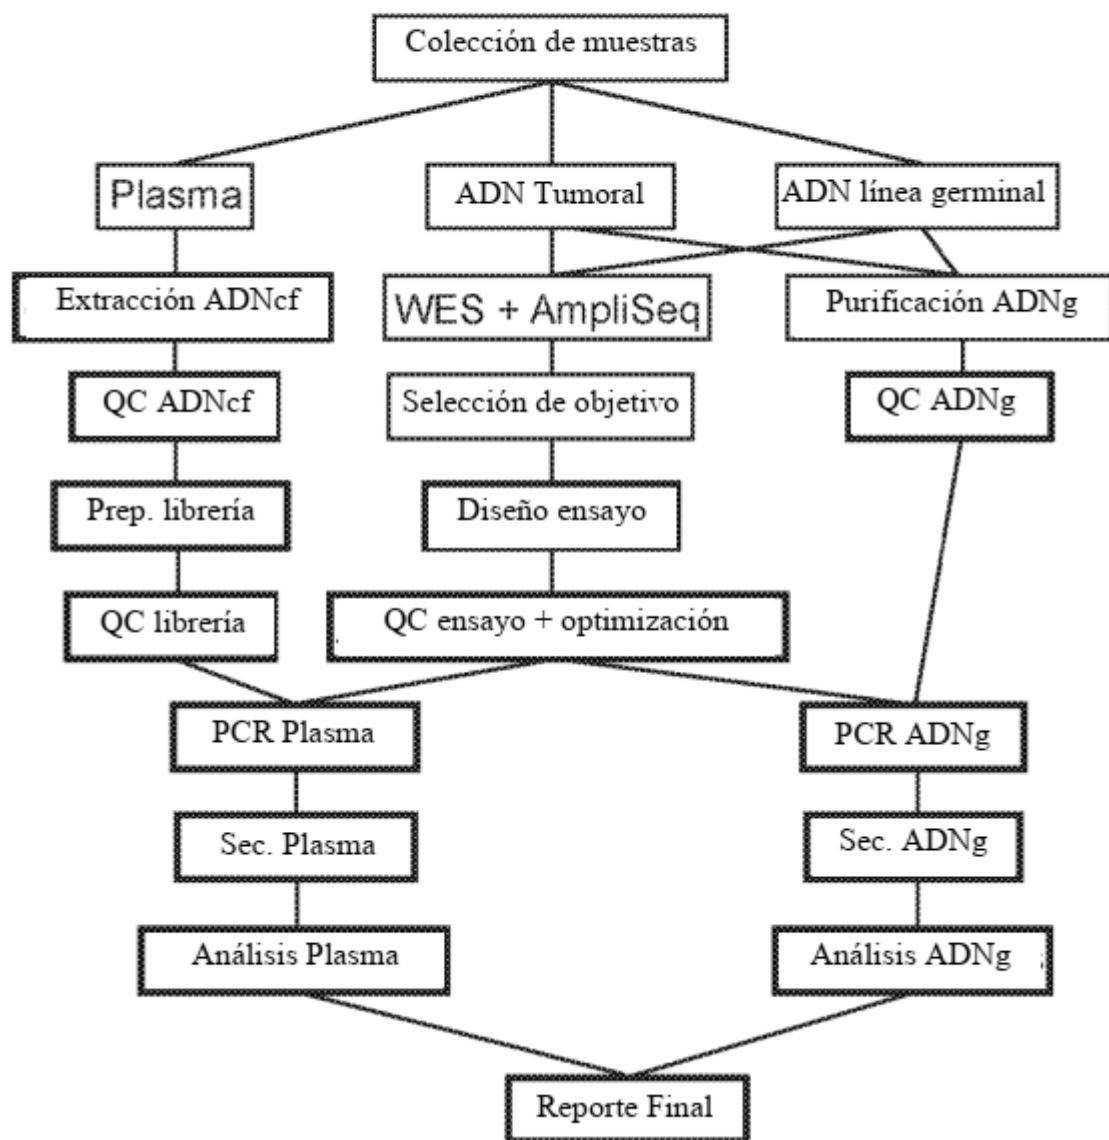 Colección de muestras
Plasma
ADN Tumoral
ADN línea germinal
Extracción ADNcf
WES + AmpliSeq
Purificación ADNg
QC ADNcf
Selección de objetivo
QC ADNg
Prep. librería
Diseño ensayo
QC librería
QC ensayo + optimización
PCR Plasma
PCR ADNg
Sec. Plasma
Sec. ADNg
Análisis Plasma
Análisis ADNg
Reporte Final